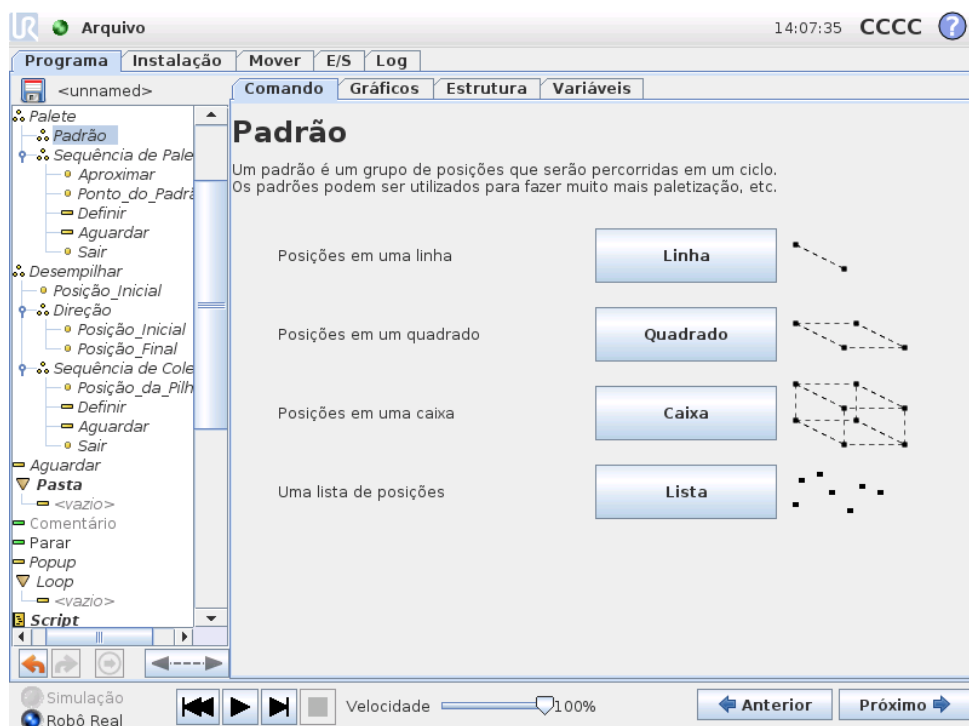 UR Arquivo 14:07:35 CCCC ?
Programa Instalação Mover E/S Log
<unnamed>
Comando Gráficos Estrutura Variáveis
Palete
Padrão
Sequência de Pale
Aproximar
Ponto_do_Padrã
Definir
Aguardar
Sair
Desempilhar
Posição_Inicial
Direção
Posição_Inicial
Posição_Final
Sequência de Cole
Posição_da_Pilh
Definir
Aguardar
Sair
Aguardar
Pasta
<vazio>
Comentário
Parar
Popup
Loop
<vazio>
Script
Padrão
Um padrão é um grupo de posições que serão percorridas em um ciclo.
Os padrões podem ser utilizados para fazer muito mais paletização, etc.
Posições em uma linha Linha
Posições em um quadrado Quadrado
Posições em uma caixa Caixa
Uma lista de posições Lista
Simulação
Robô Real
Velocidade 100%
Anterior Próximo